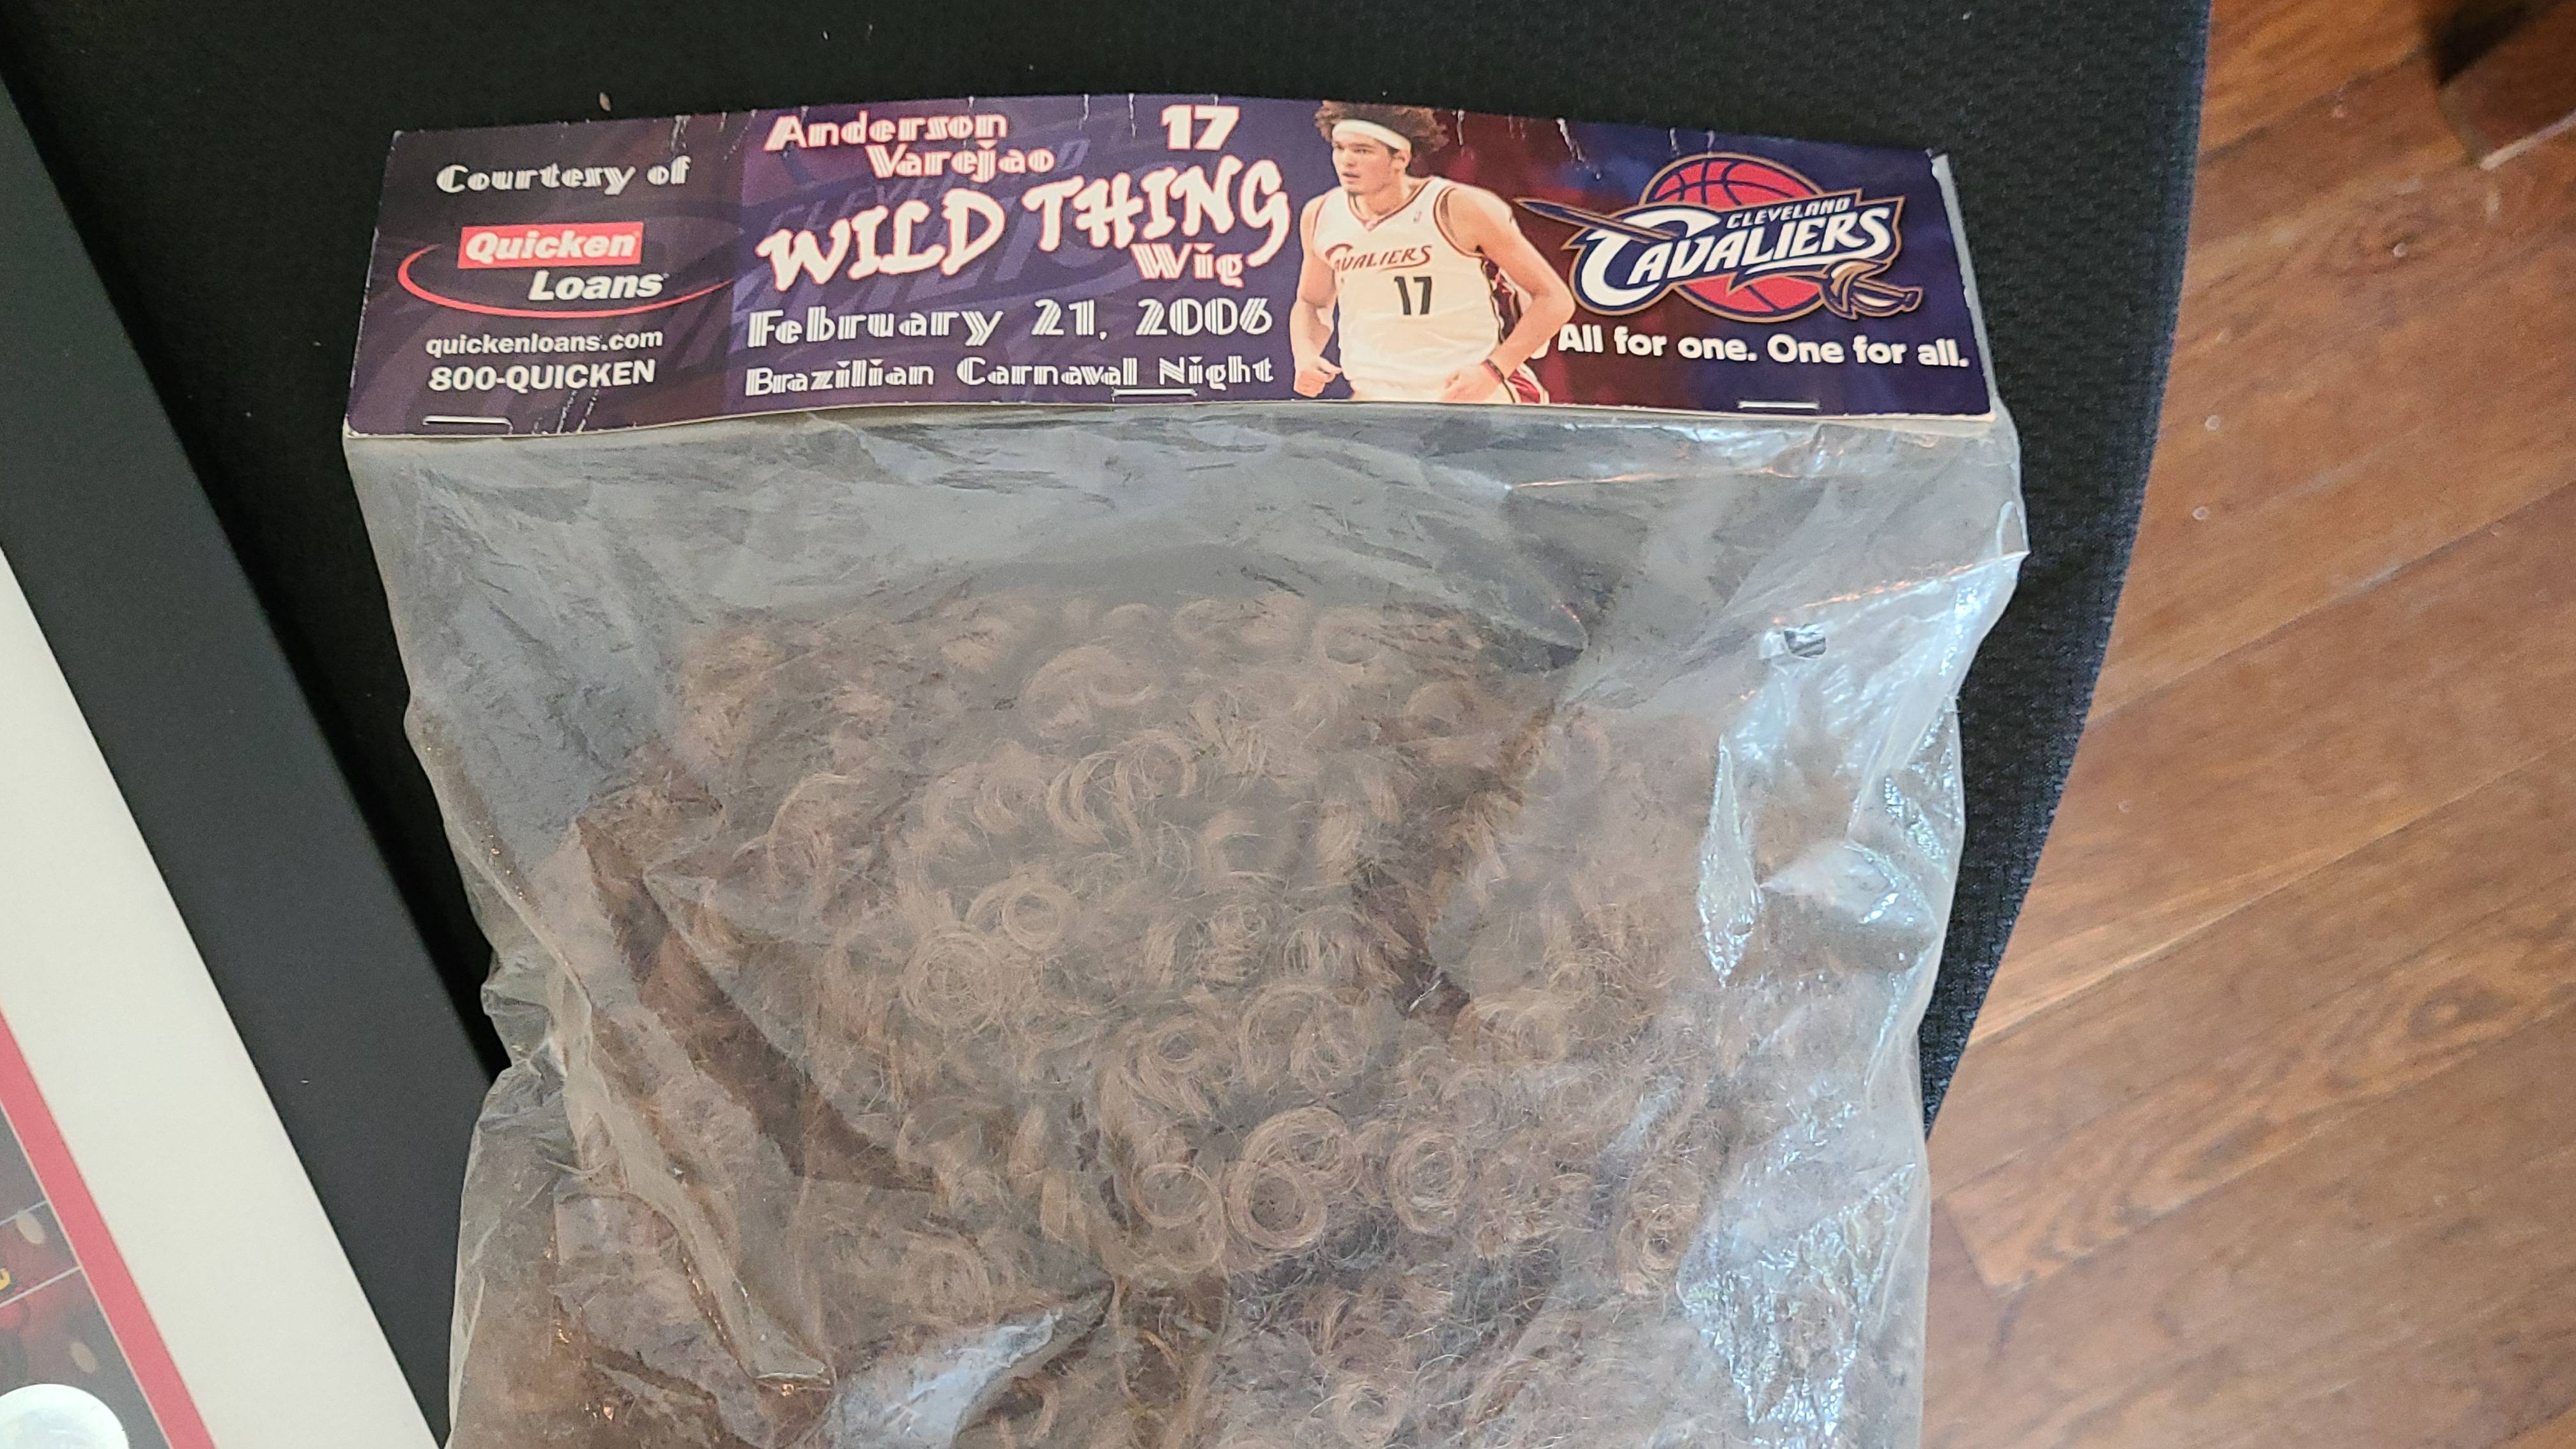 Courtesy of
Quicken
Loans
quickenloans.com
800-QUICKEN
Anderson
Varejao
17
WILD THING
Wig
February 21, 2006
Brazilian Carnaval Night
CAVALIERS
17
CLEVELAND
CAVALIERS
All for one. One for all.